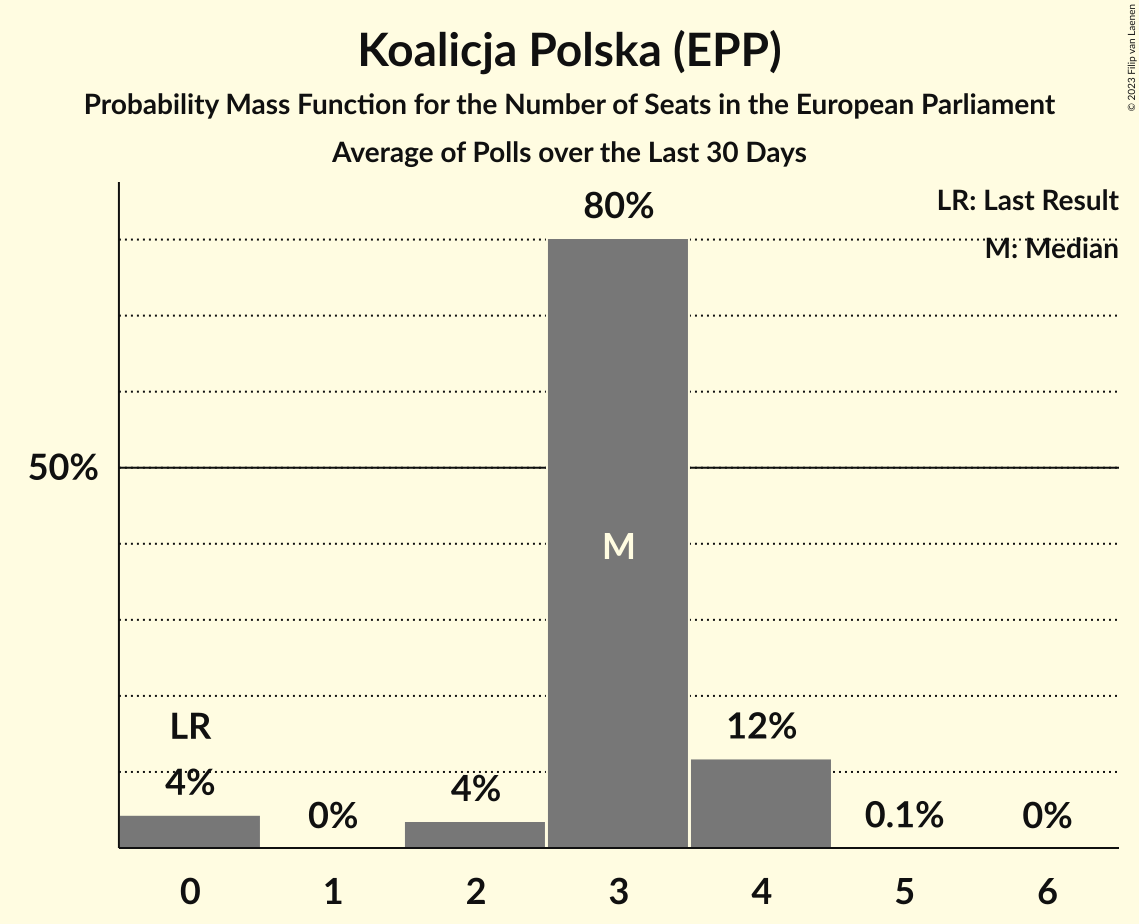 Koalicja Polska (EPP)
Probability Mass Function for the Number of Seats in the European Parliament
Average of Polls over the Last 30 Days
© 2023 Filip van Laenen
LR: Last Result
M: Median
80%
50%
M
LR
4%
0%
4%
12%
0.1%
0%
0 1 2 3 4 5 6